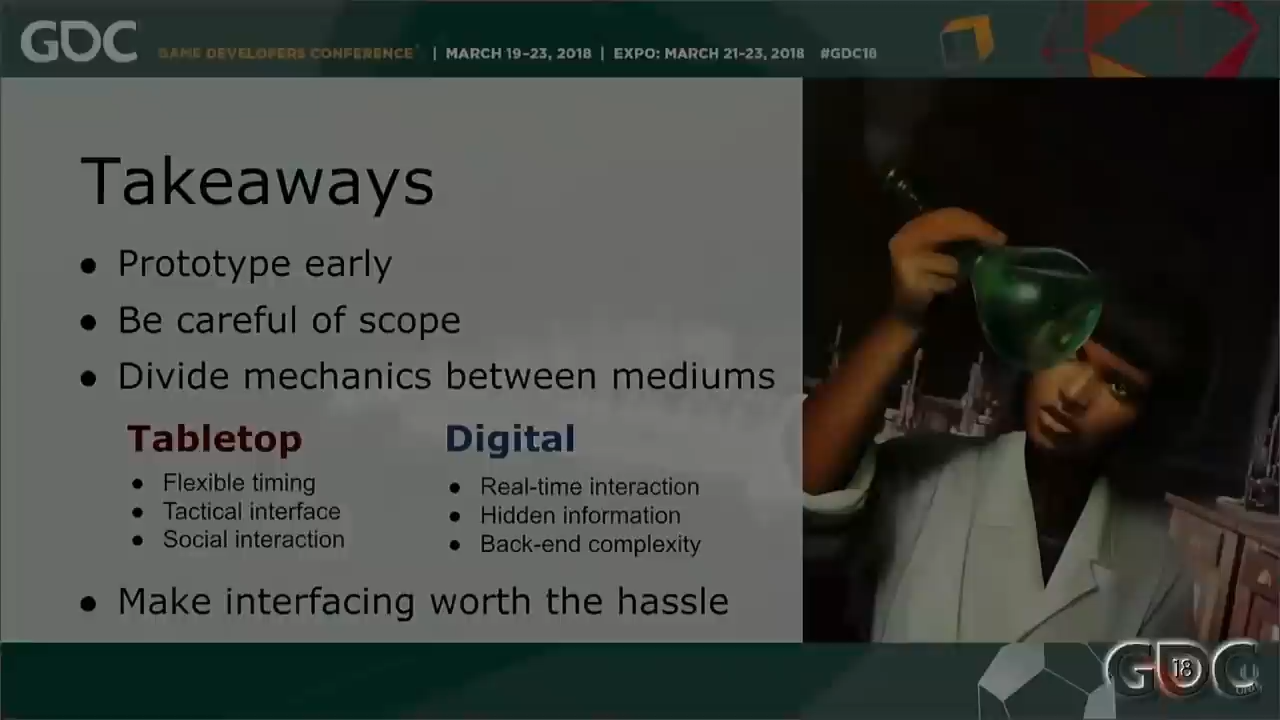 GDC GAME DEVELOPERS CONFERENCE | MARCH 19–23, 2018 | EXPO: MARCH 21–23, 2018 #GDC18
Takeaways
● Prototype early
● Be careful of scope
● Divide mechanics between mediums
Tabletop
● Flexible timing
● Tactical interface
● Social interaction
Digital
● Real-time interaction
● Hidden information
● Back-end complexity
● Make interfacing worth the hassle
GDC
18